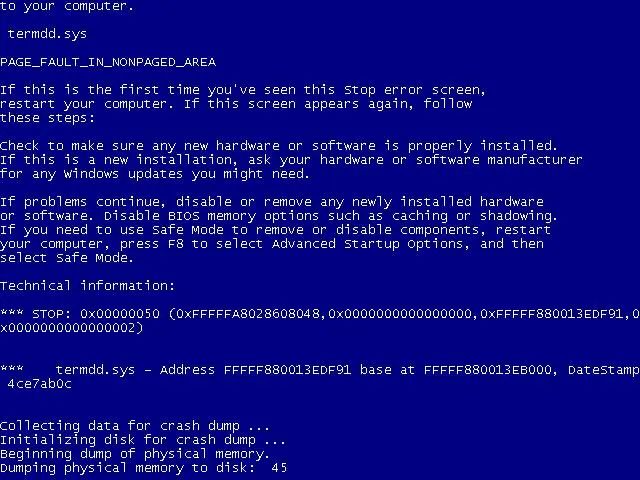 to your computer.
termdd.sys
PAGE_FAULT_IN_NONPAGED_AREA
If this is the first time you've seen this Stop error screen,
restart your computer. If this screen appears again, follow
these steps:
Check to make sure any new hardware or software is properly installed.
If this is a new installation, ask your hardware or software manufacturer
for any Windows updates you might need.
If problems continue, disable or remove any newly installed hardware
or software. Disable BIOS memory options such as caching or shadowing.
If you need to use Safe Mode to remove or disable components, restart
your computer, press F8 to select Advanced Startup Options, and then
select Safe Mode.
Technical information:
*** STOP: 0x00000050 (0xFFFFFA8028608048,0x0000000000000000,0xFFFFF880013EDF91,0
x0000000000000002)
***    termdd.sys - Address FFFFF880013EDF91 base at FFFFF880013EB000, DateStamp
4ce7ab0c
Collecting data for crash dump ...
Initializing disk for crash dump ...
Beginning dump of physical memory.
Dumping physical memory to disk:  45